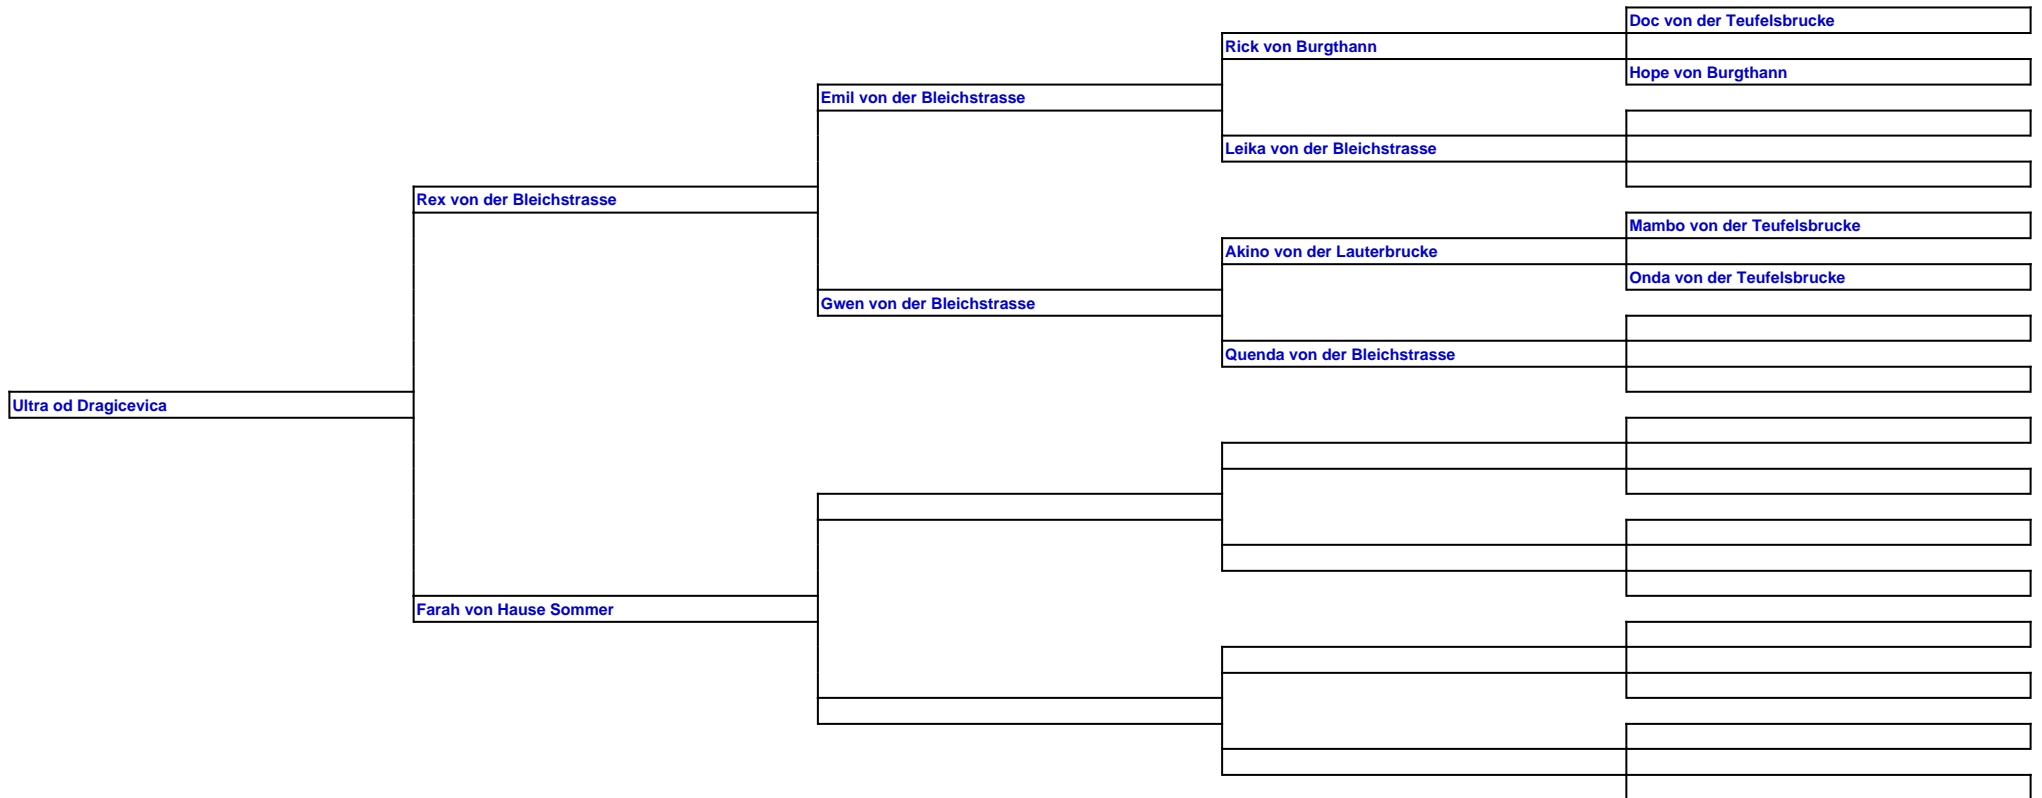 Doc von der Teufelsbrucke
Rick von Burgthann
Hope von Burgthann
Emil von der Bleichstrasse
Leika von der Bleichstrasse
Rex von der Bleichstrasse
Mambo von der Teufelsbrucke
Akino von der Lauterbrucke
Onda von der Teufelsbrucke
Gwen von der Bleichstrasse
Quenda von der Bleichstrasse
Ultra od Dragicevica
Farah von Hause Sommer